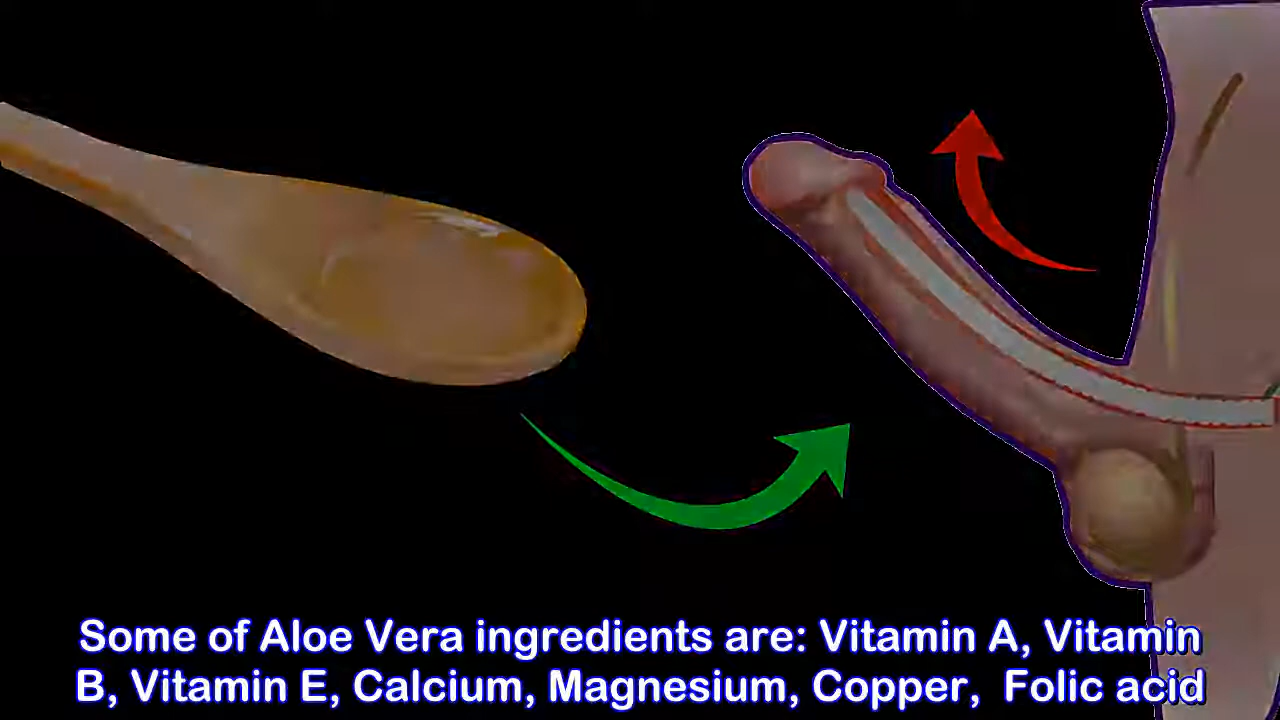 Some of Aloe Vera ingredients are: Vitamin A, Vitamin
B, Vitamin E, Calcium, Magnesium, Copper, Folic acid